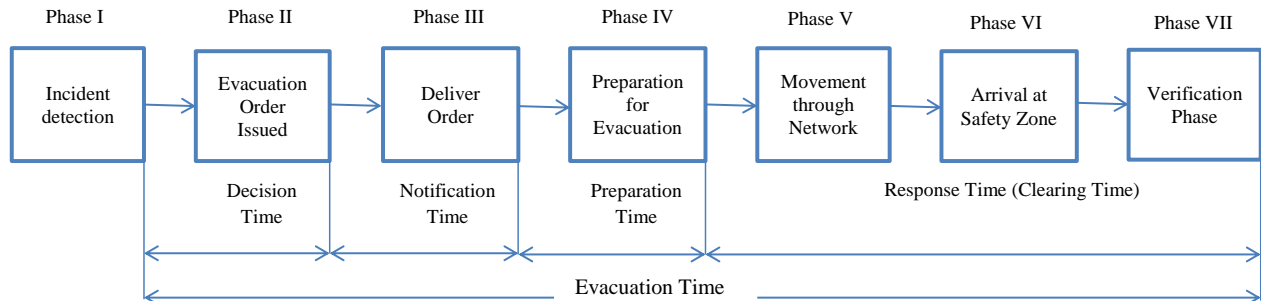 Phase I
Phase II
Phase III
Phase IV
Phase V
Phase VI
Phase VII
Incident
detection
Evacuation
Order
Issued
Deliver
Order
Preparation
for
Evacuation
Movement
through
Network
Arrival at
Safety Zone
Verification
Phase
Decision
Time
Notification
Time
Preparation
Time
Response Time (Clearing Time)
Evacuation Time